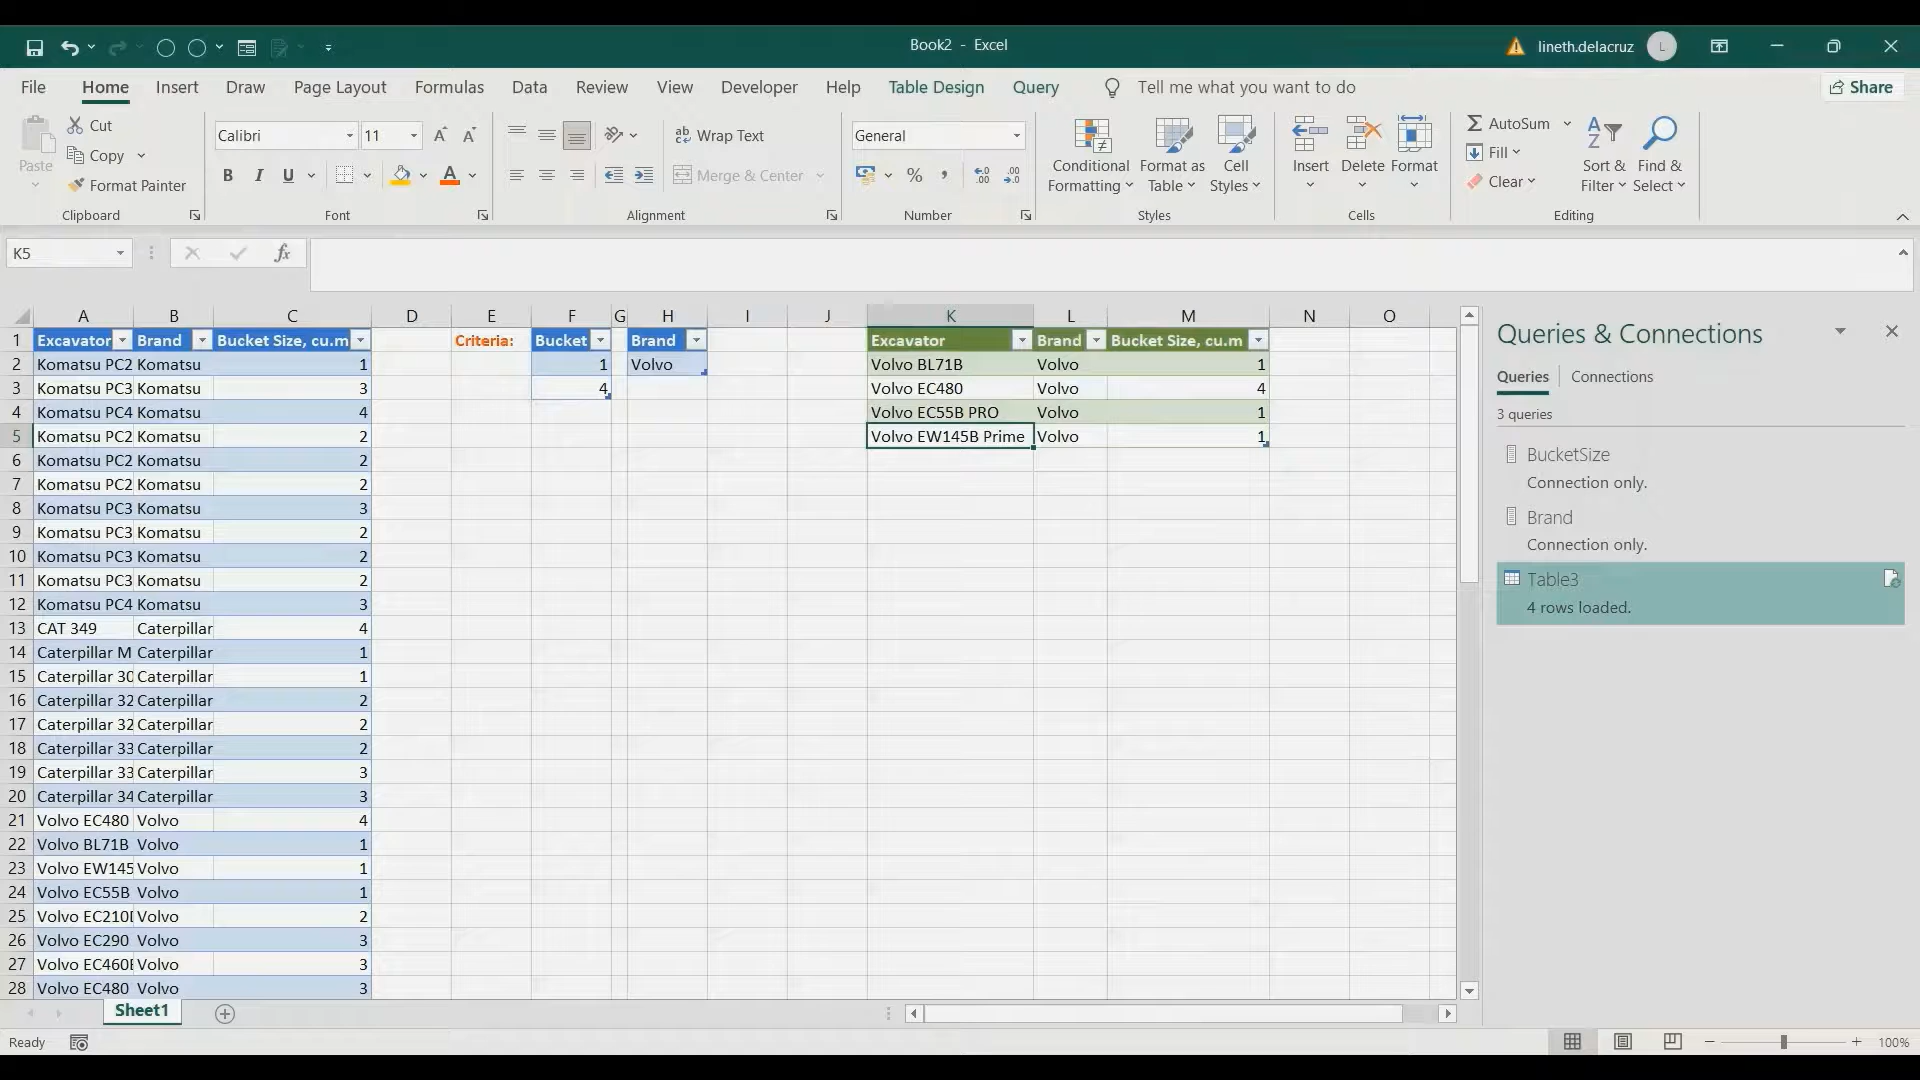 Book2 - Excel
lineth.delacruz
L
File Home Insert Draw Page Layout Formulas Data Review View Developer Help Table Design Query Tell me what you want to do
Share
Paste
Cut
Copy
Format Painter
Clipboard
Calibri 11
B I U
Font
Wrap Text
Merge & Center
Alignment
General
Number
Conditional Formatting
Format as Table
Cell Styles
Styles
Insert
Delete
Format
Cells
AutoSum
Fill
Clear
Sort & Filter
Find & Select
Editing
K5
fx
A B C D E F G H I J K L M N O
1 Excavator Brand Bucket Size, cu.m Criteria: Bucket Brand Excavator Brand Bucket Size, cu.m
2 Komatsu PC2 Komatsu 1 1 Volvo Volvo BL71B Volvo 1
3 Komatsu PC3 Komatsu 3 4 Volvo EC480 Volvo 4
4 Komatsu PC4 Komatsu 4 Volvo EC55B PRO Volvo 1
5 Komatsu PC2 Komatsu 2 Volvo EW145B Prime Volvo 1
6 Komatsu PC2 Komatsu 2
7 Komatsu PC2 Komatsu 2
8 Komatsu PC3 Komatsu 3
9 Komatsu PC3 Komatsu 2
10 Komatsu PC3 Komatsu 2
11 Komatsu PC3 Komatsu 2
12 Komatsu PC4 Komatsu 3
13 CAT 349 Caterpillar 4
14 Caterpillar M Caterpillar 1
15 Caterpillar 30 Caterpillar 1
16 Caterpillar 32 Caterpillar 2
17 Caterpillar 32 Caterpillar 2
18 Caterpillar 33 Caterpillar 2
19 Caterpillar 33 Caterpillar 3
20 Caterpillar 34 Caterpillar 3
21 Volvo EC480 Volvo 4
22 Volvo BL71B Volvo 1
23 Volvo EW145 Volvo 1
24 Volvo EC55B Volvo 1
25 Volvo EC210 Volvo 2
26 Volvo EC290 Volvo 3
27 Volvo EC460 Volvo 3
28 Volvo EC480 Volvo 3
Queries & Connections
Queries Connections
3 queries
BucketSize
Connection only.
Brand
Connection only.
Table3
4 rows loaded.
Sheet1
Ready
100%